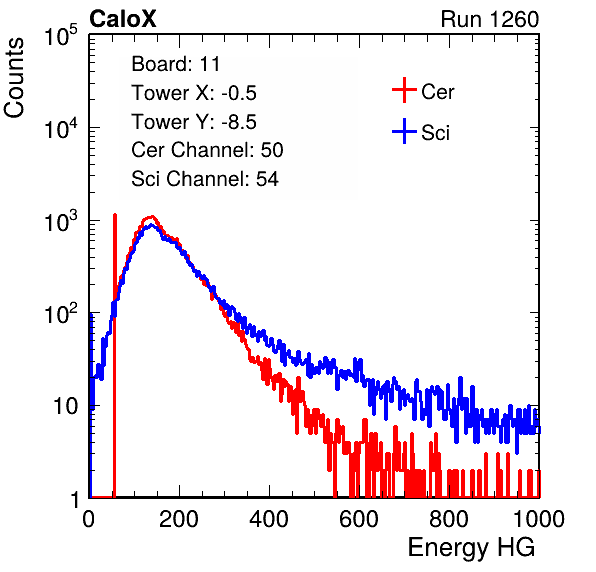 CaloX Run 1260
Counts
Board: 11
Tower X: -0.5
Tower Y: -8.5
Cer Channel: 50
Sci Channel: 54
Cer
Sci
10^5
10^4
10^3
10^2
10
1
0 200 400 600 800 1000
Energy HG